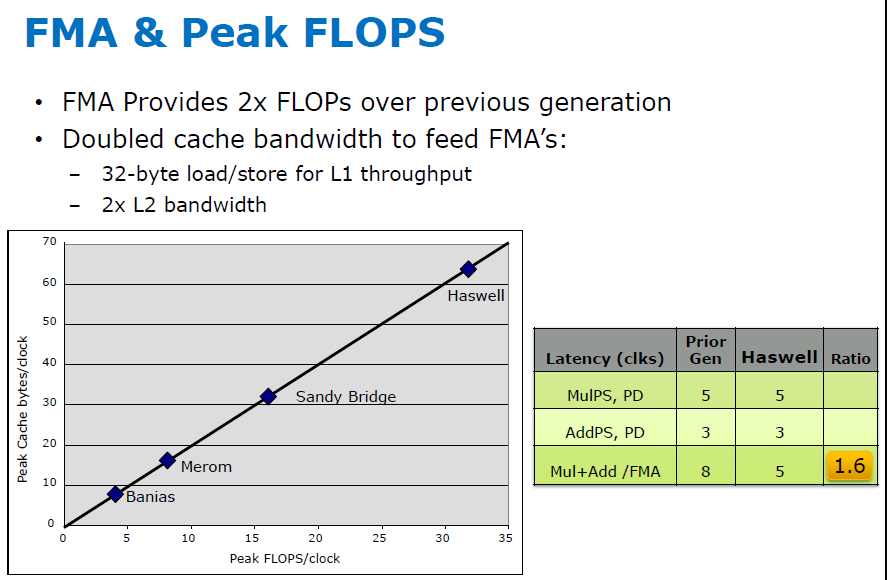 FMA & Peak FLOPS
• FMA Provides 2x FLOPs over previous generation
• Doubled cache bandwidth to feed FMA's:
– 32-byte load/store for L1 throughput
– 2x L2 bandwidth
Peak Cache bytes/clock
70
60
50
40
30
20
10
0
Haswell
Sandy Bridge
Merom
Banias
0 5 10 15 20 25 30 35
Peak FLOPS/clock
Latency (clks) Prior Gen Haswell Ratio
MulPS, PD 5 5
AddPS, PD 3 3
Mul+Add /FMA 8 5 1.6